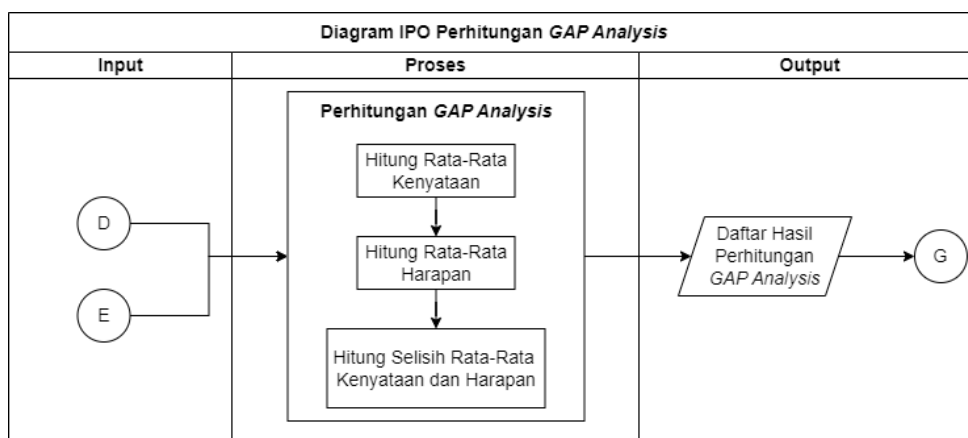 Diagram IPO Perhitungan GAP Analysis
Input
Proses
Output
D
E
Perhitungan GAP Analysis
Hitung Rata-Rata
Kenyataan
Hitung Rata-Rata
Harapan
Hitung Selisih Rata-Rata
Kenyataan dan Harapan
Daftar Hasil
Perhitungan
GAP Analysis
G